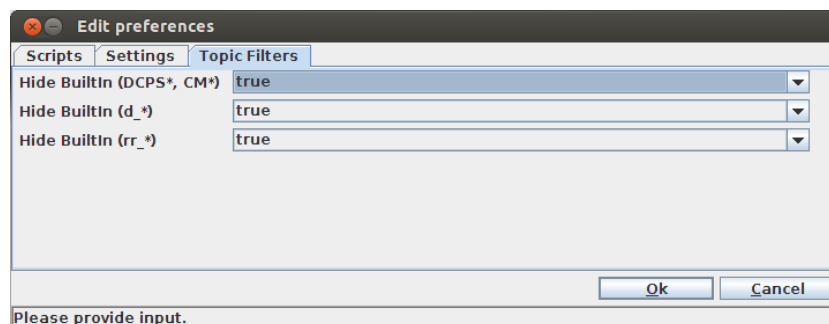 Edit preferences
Scripts Settings Topic Filters
Hide BuiltIn (DCPS*, CM*) true
Hide BuiltIn (d_*) true
Hide BuiltIn (rr_*) true
Ok Cancel
Please provide input.